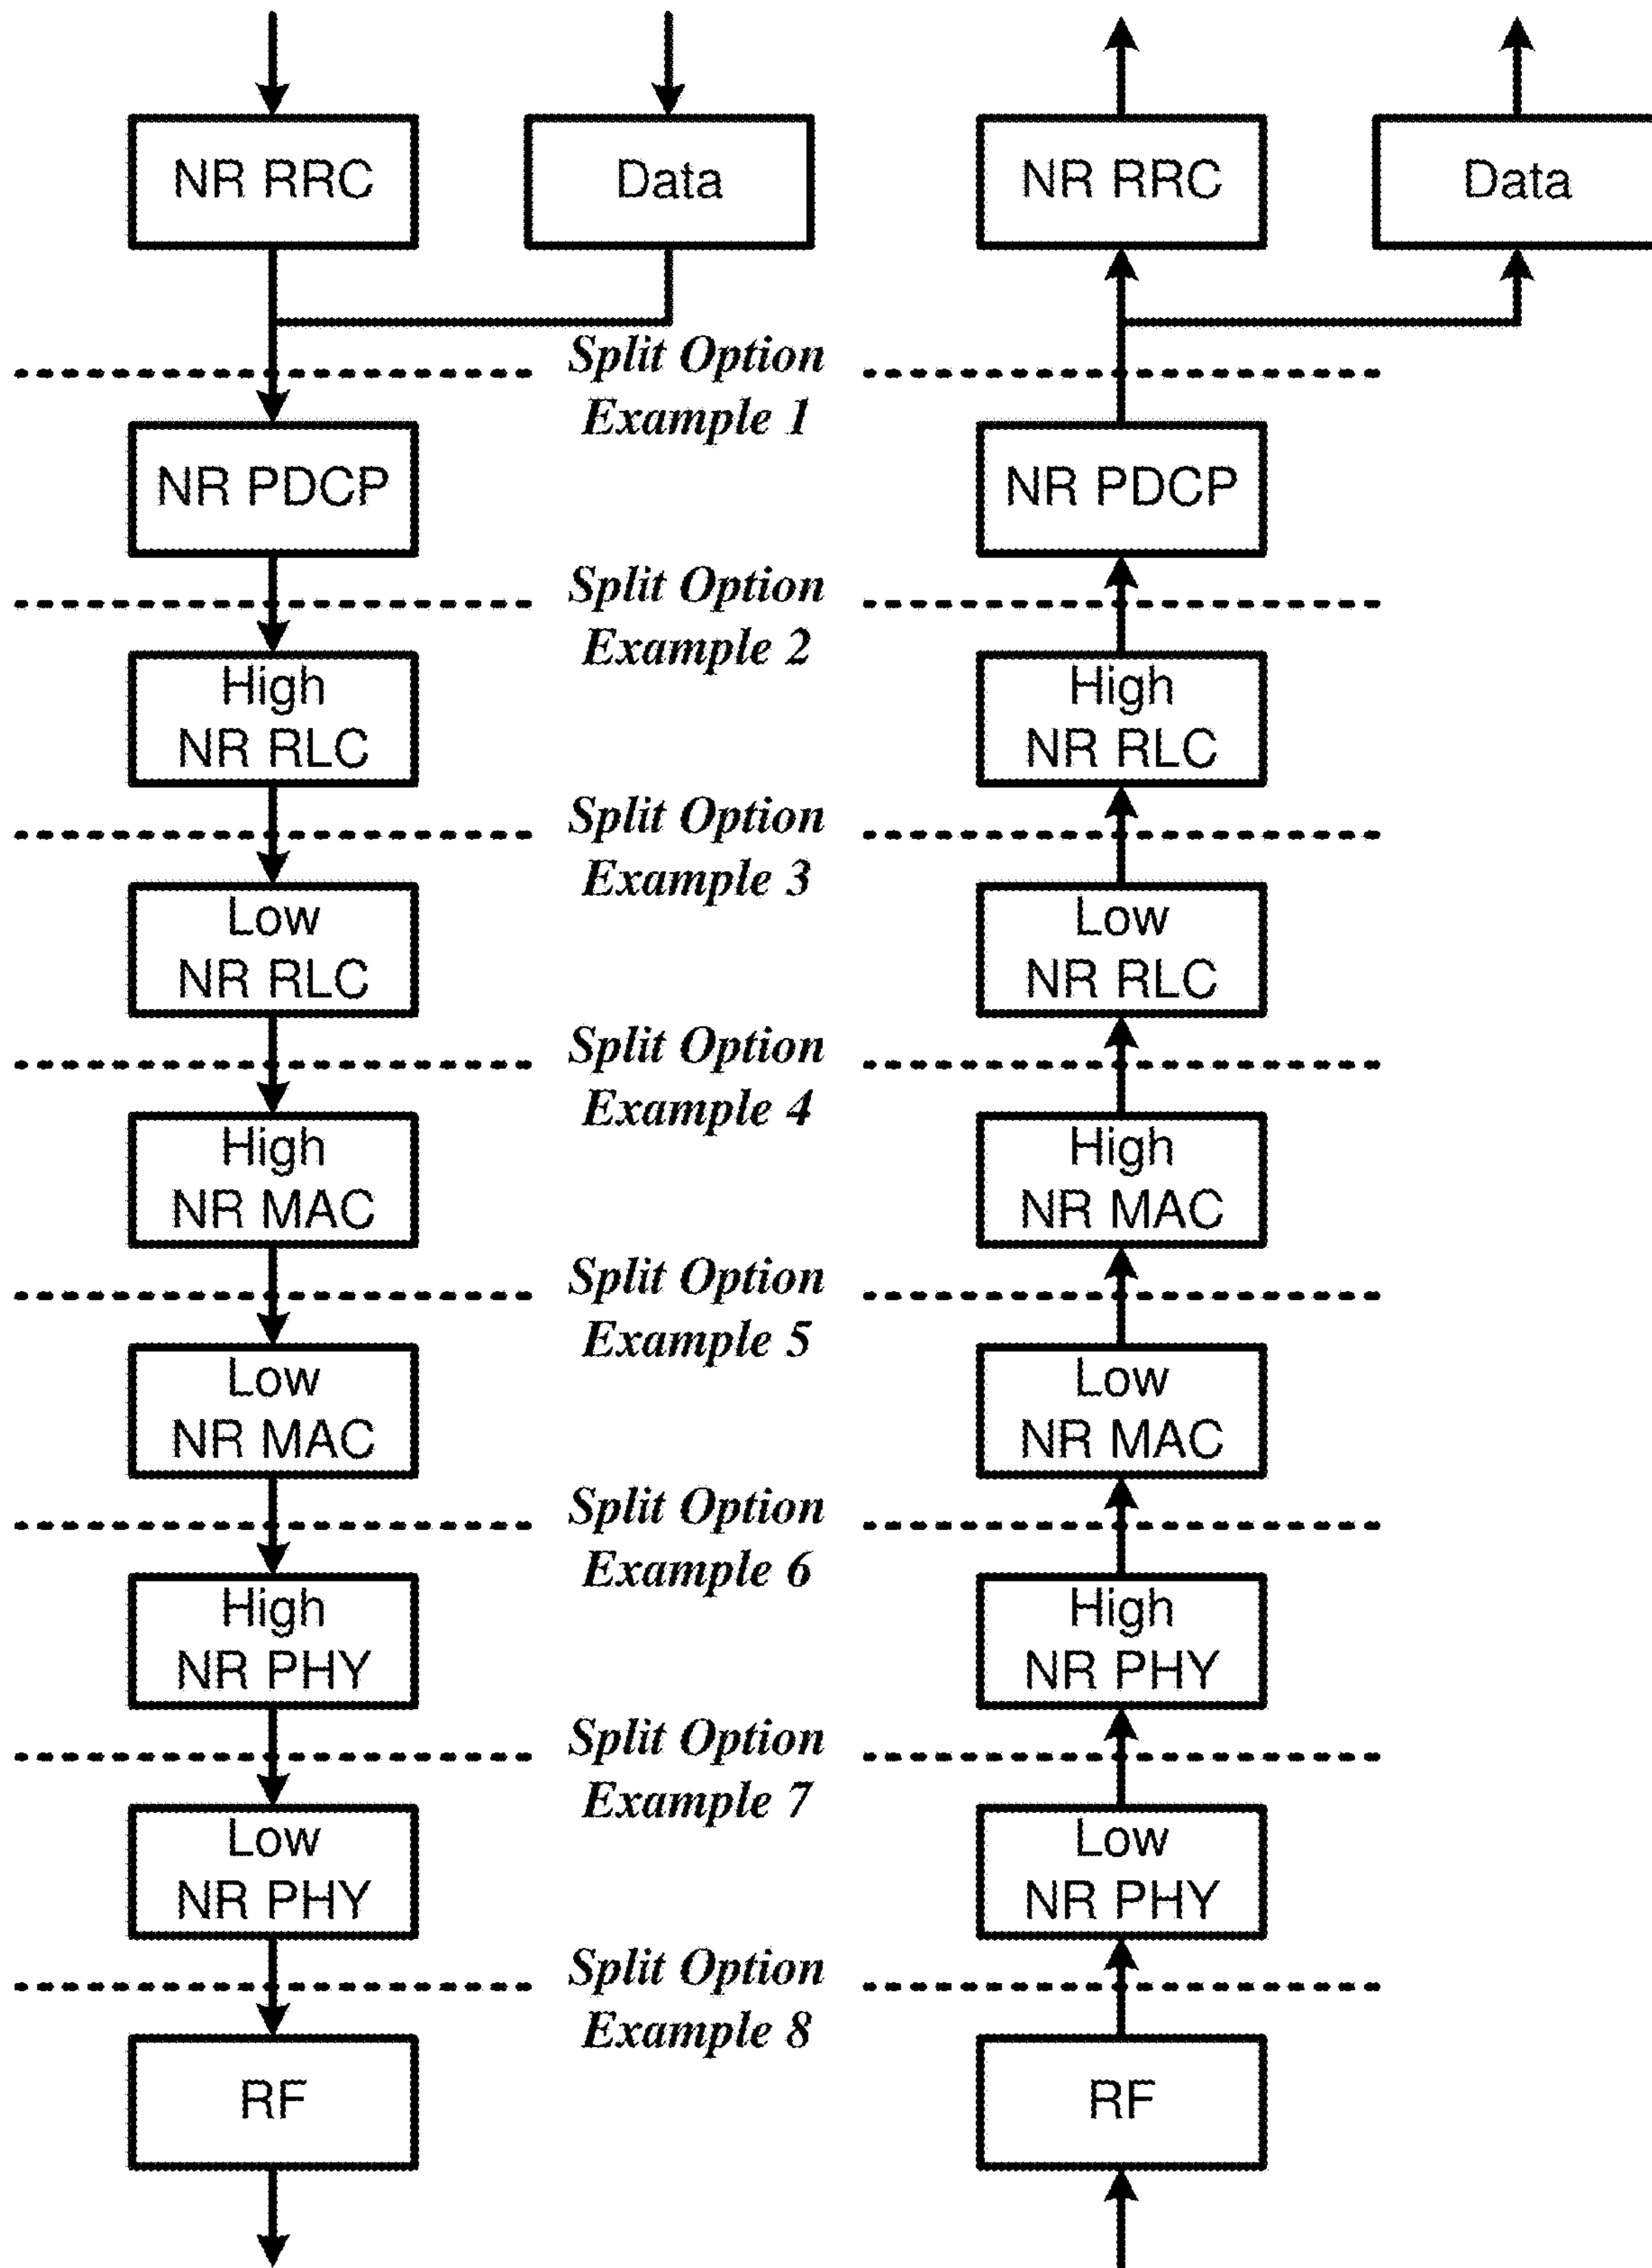 NR RRC
Data
NR RRC
Data
Split Option
Example 1
NR PDCP
NR PDCP
Split Option
Example 2
High
NR RLC
High
NR RLC
Split Option
Example 3
Low
NR RLC
Low
NR RLC
Split Option
Example 4
High
NR MAC
High
NR MAC
Split Option
Example 5
Low
NR MAC
Low
NR MAC
Split Option
Example 6
High
NR PHY
High
NR PHY
Split Option
Example 7
Low
NR PHY
Low
NR PHY
Split Option
Example 8
RF
RF